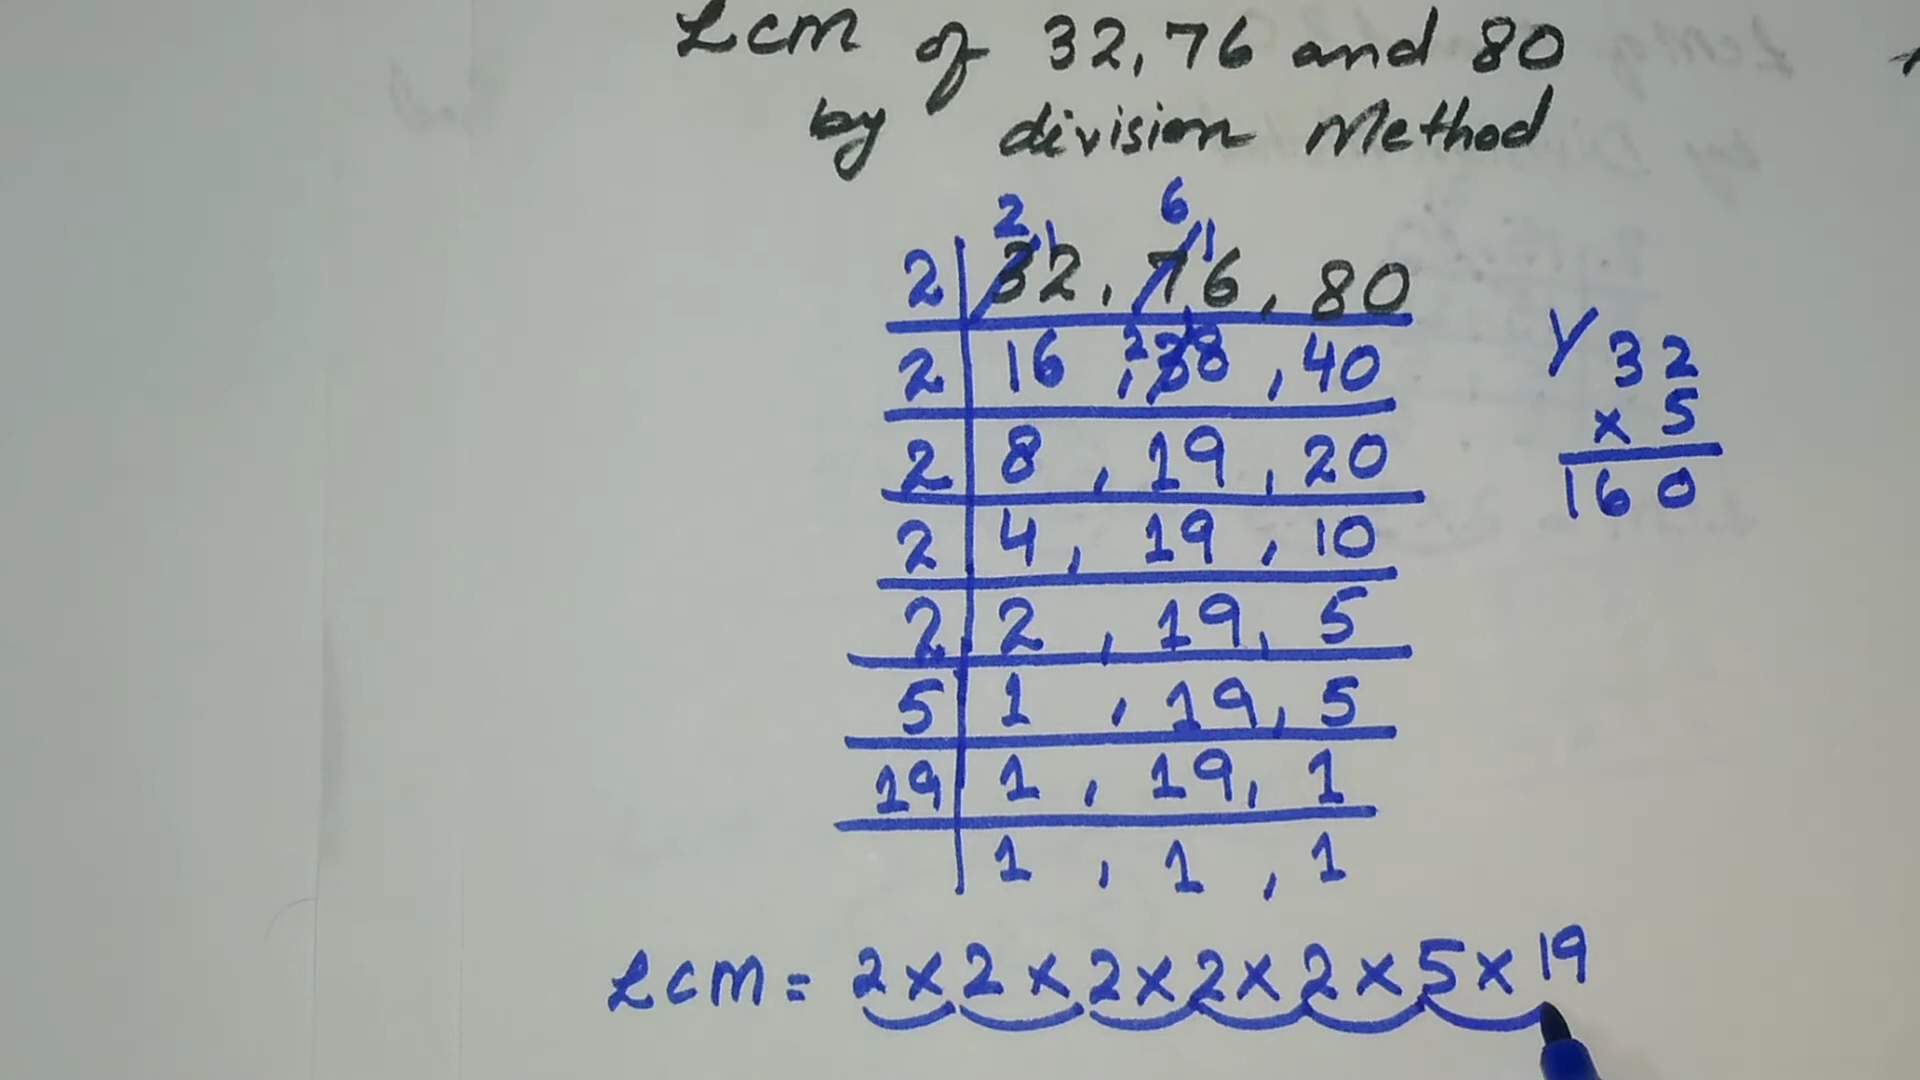 LCM of 32, 76 and 80
by division Method
2 6
2 | 32, 76, 80
2 | 16, 38, 40
2 | 8, 19, 20
2 | 4, 19, 10
2 | 2, 19, 5
5 | 1, 19, 5
19 | 1, 19, 1
1, 1, 1
32
× 5
160
LCM = 2×2×2×2×2×5×19